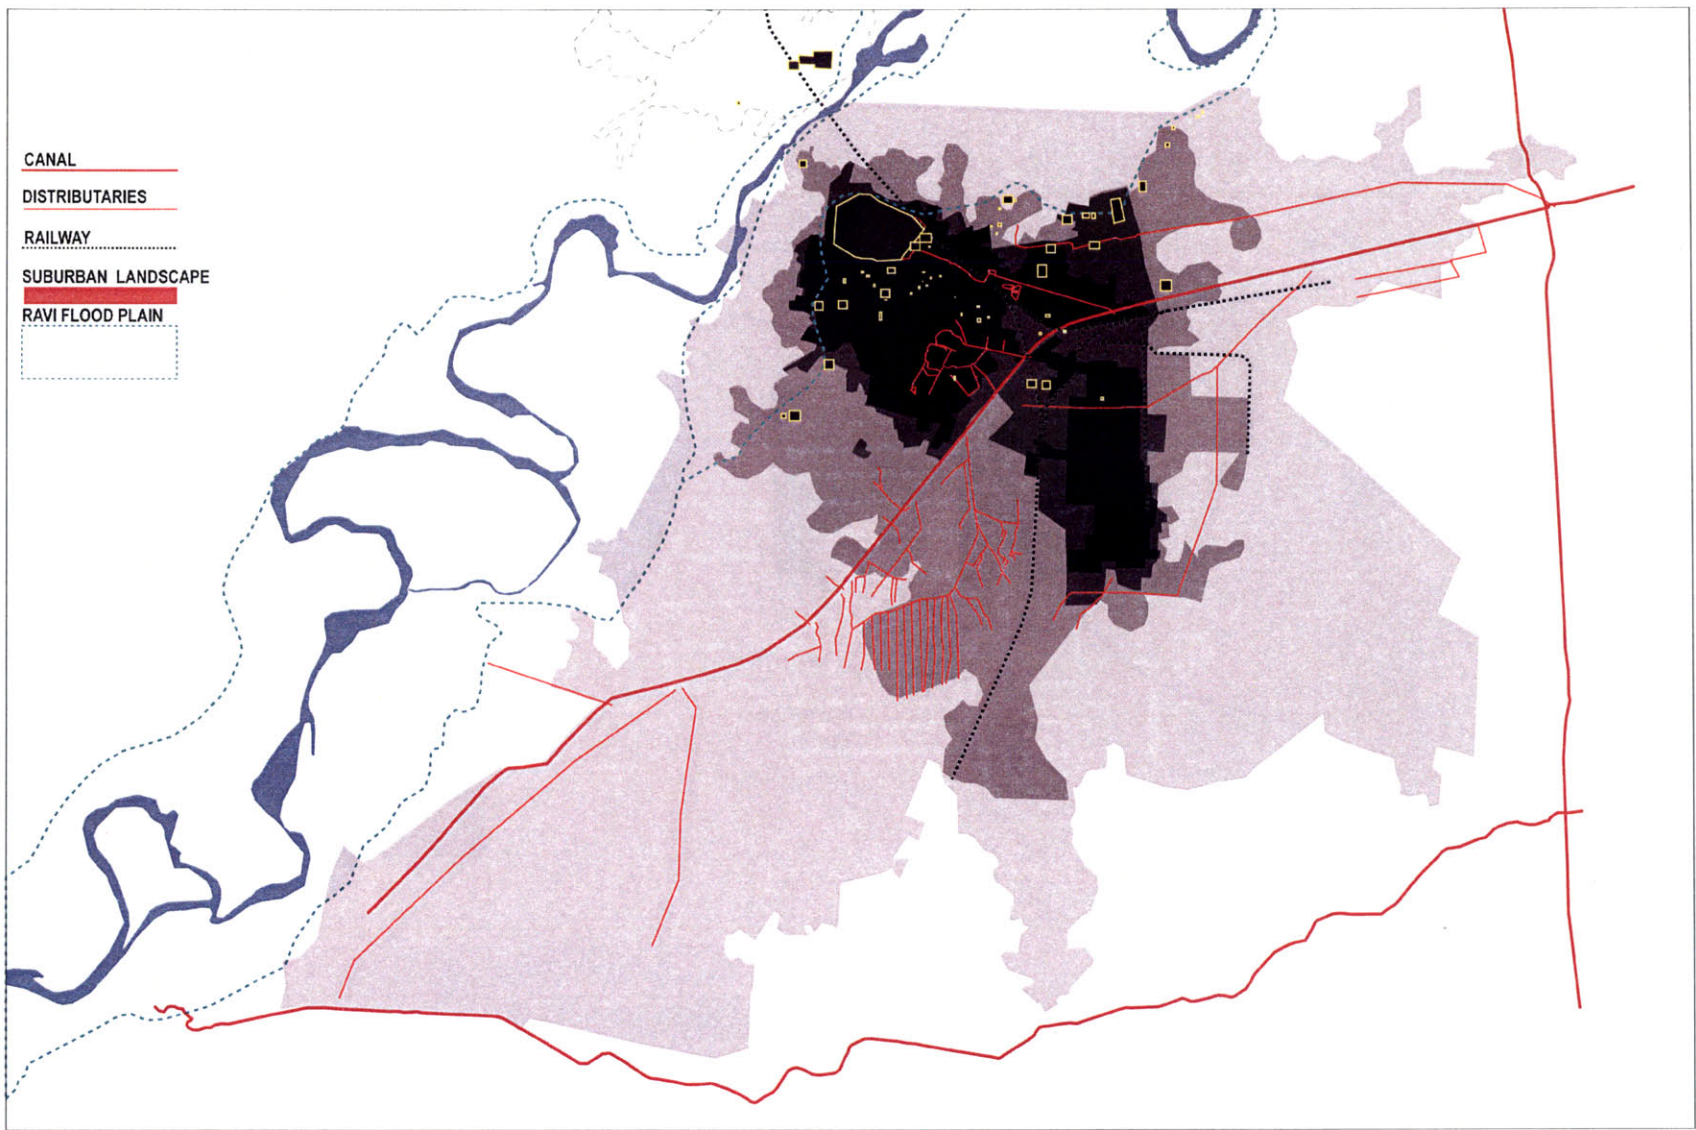 CANAL
DISTRIBUTARIES
RAILWAY
SUBURBAN LANDSCAPE
RAVI FLOOD PLAIN